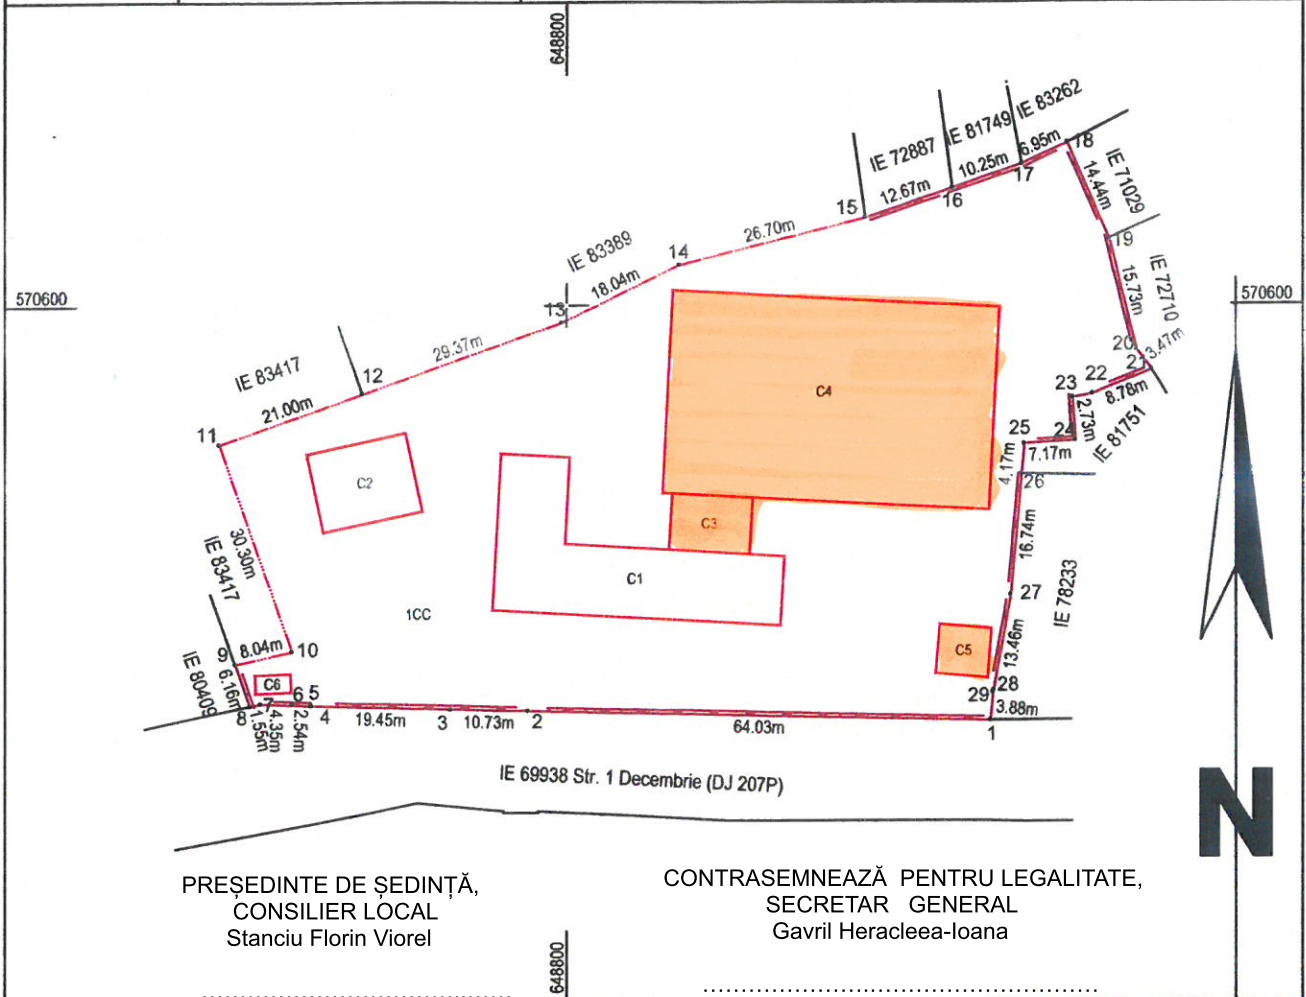 648800
IE 83262
IE 81749
IE 72887
6.95m
18
10.25m
17
12.67m
16
15
IE 71029
14.44m
19
26.70m
14
IE 83389
18.04m
13
IE 72710
15.73m
570600
570600
20
3.47m
21
22
8.78m
23
2.73m
24
IE 81751
29.37m
12
IE 83417
21.00m
11
25
7.17m
4.17m
26
C4
C2
C3
C1
1CC
30.30m
IE 83417
16.74m
27
IE 78233
13.46m
C5
28
29
3.88m
1
9
8.04m
10
6.16m
IE 80409
C6
8
7
6
5
4
1.55m
4.35m
2.54m
19.45m
3
10.73m
2
64.03m
IE 69938 Str. 1 Decembrie (DJ 207P)
N
PREȘEDINTE DE ȘEDINȚĂ,
CONSILIER LOCAL
Stanciu Florin Viorel
CONTRASEMNEAZĂ PENTRU LEGALITATE,
SECRETAR GENERAL
Gavril Heracleea-Ioana
648800